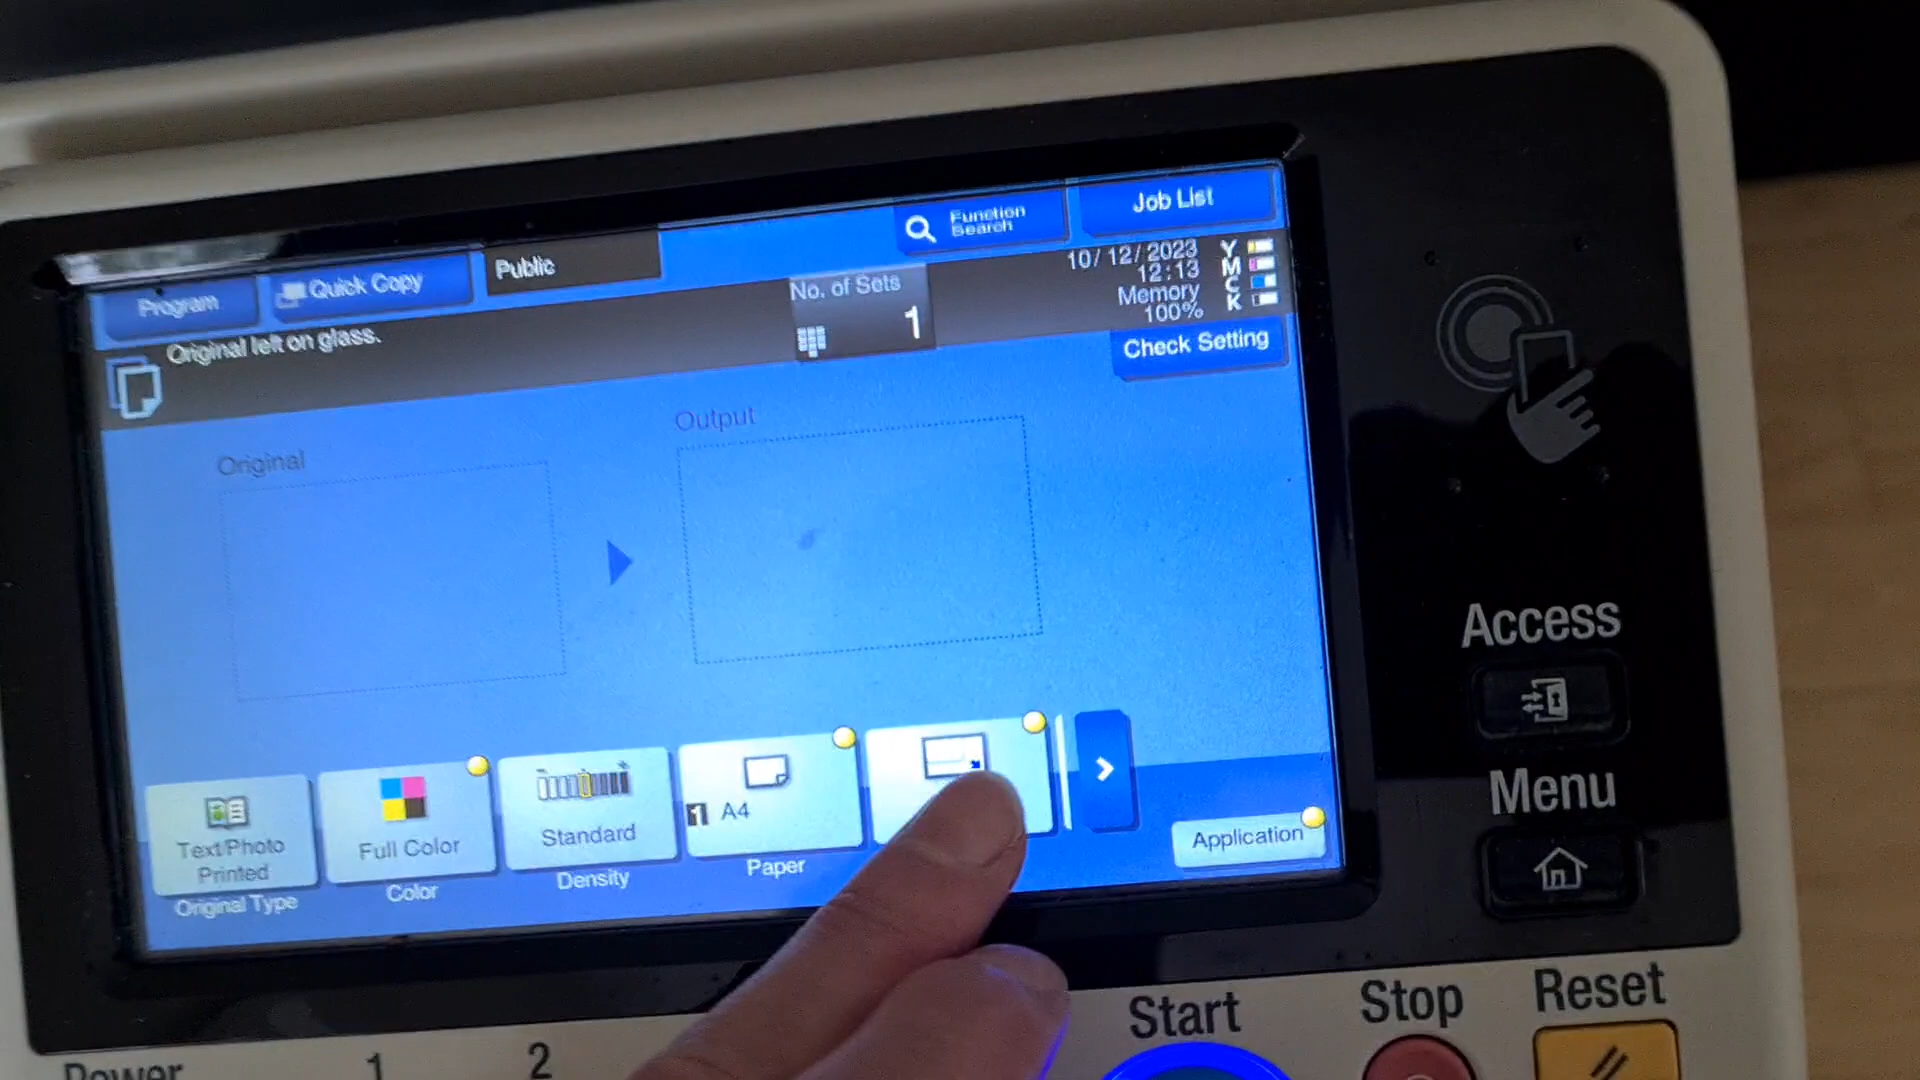 Function
Search
Job List
Program
Quick Copy
Public
Original left on glass.
No. of Sets
1
10/12/2023
12:13
Memory
100%
Y
M
C
K
Check Setting
Original
Output
Text/Photo
Printed
Original Type
Full Color
Color
Standard
Density
1 A4
Paper
Application
Access
Menu
Start
Stop
Reset
Power
1
2